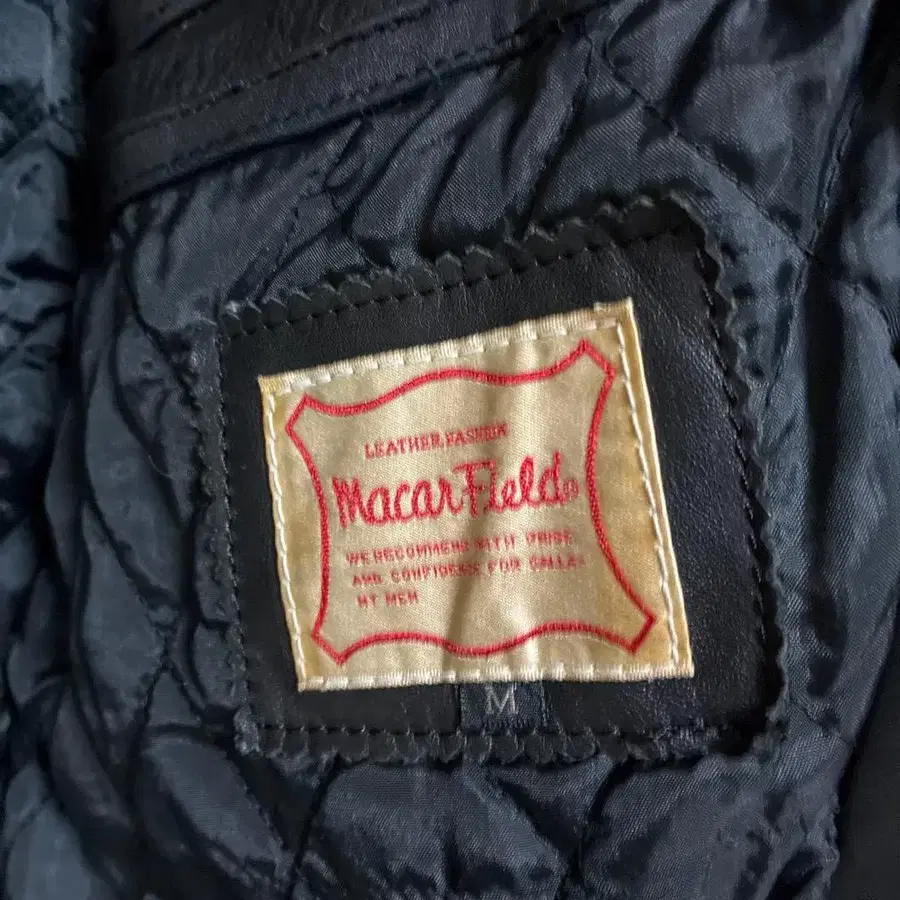 LEATHER FASHION
MacarField®
WE RECOMMEND WITH PRIDE
AND CONFIDENCE FOR GALLA-
NT MEN
M